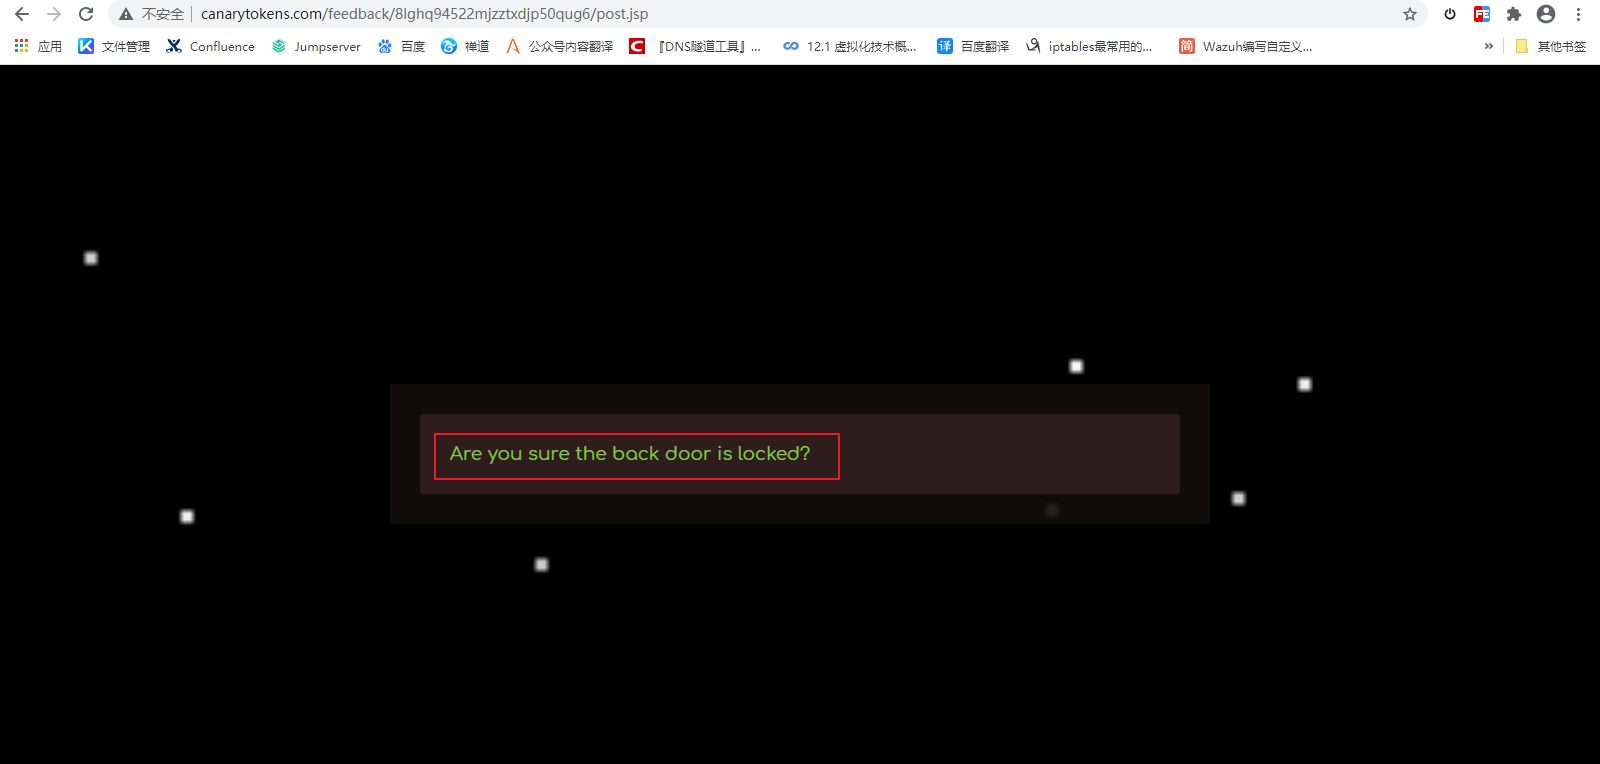 不安全 canarytokens.com/feedback/8lghq94522mjzztxdjp50qug6/post.jsp
应用 文件管理 Confluence Jumpserver 百度 禅道 公众号内容翻译 『DNS隧道工具』... 12.1 虚拟化技术概... 百度翻译 iptables最常用的... Wazuh编写自定义... » 其他书签
Are you sure the back door is locked?